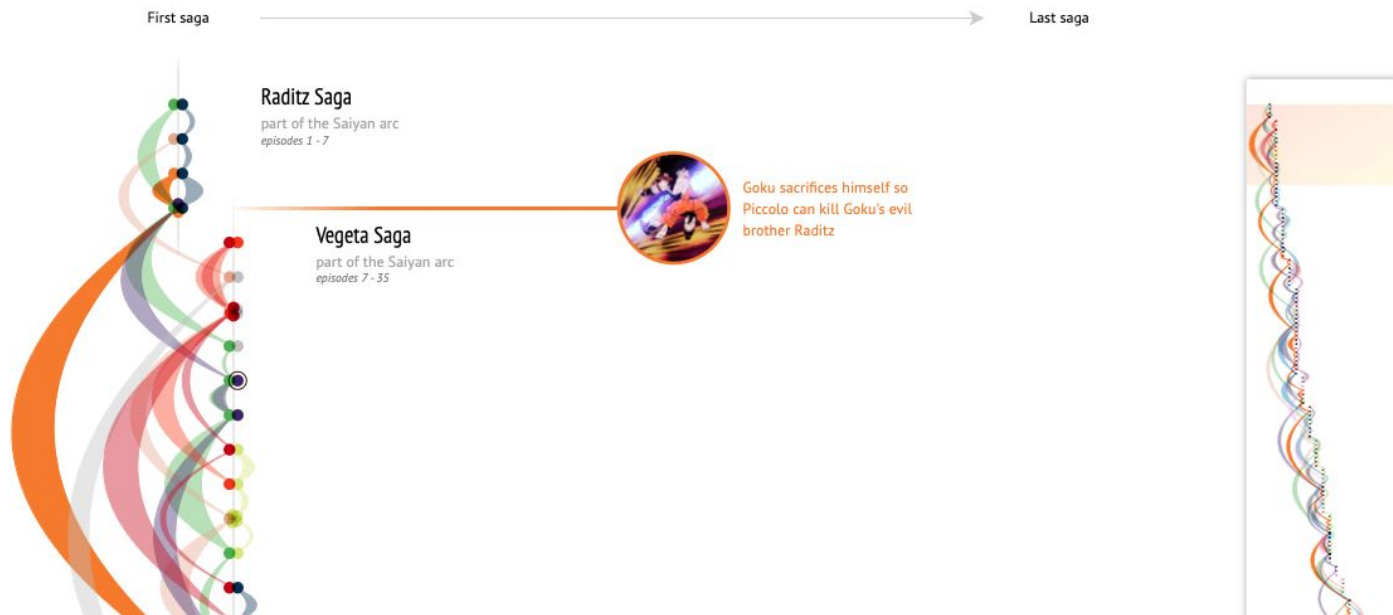 First saga
Last saga
Raditz Saga
part of the Saiyan arc
episodes 1 - 7
Goku sacrifices himself so
Piccolo can kill Goku's evil
brother Raditz
Vegeta Saga
part of the Saiyan arc
episodes 7 - 35